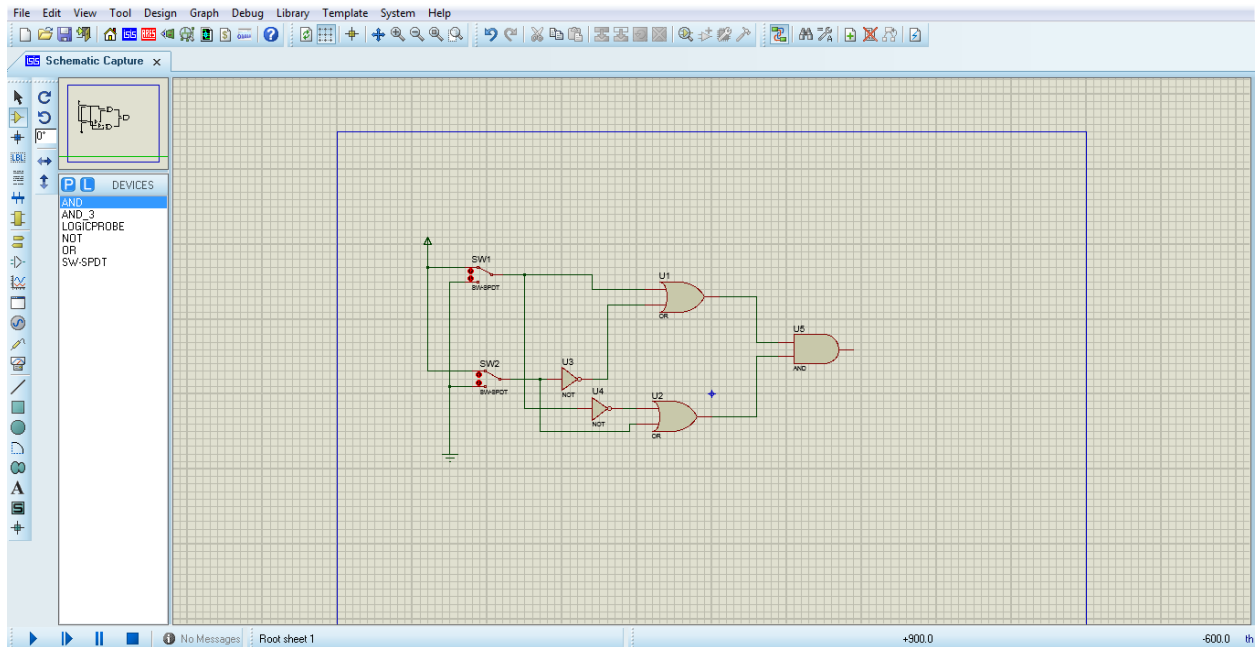 File Edit View Tool Design Graph Debug Library Template System Help
Schematic Capture x
0°
LBL
P L DEVICES
AND
AND_3
LOGICPROBE
NOT
OR
SW-SPDT
SW1
SW-SPDT
U1
OR
U5
AND
SW2
SW-SPDT
U3
NOT
U4
NOT
U2
OR
A
S
No Messages Root sheet 1 +900.0 -600.0 th